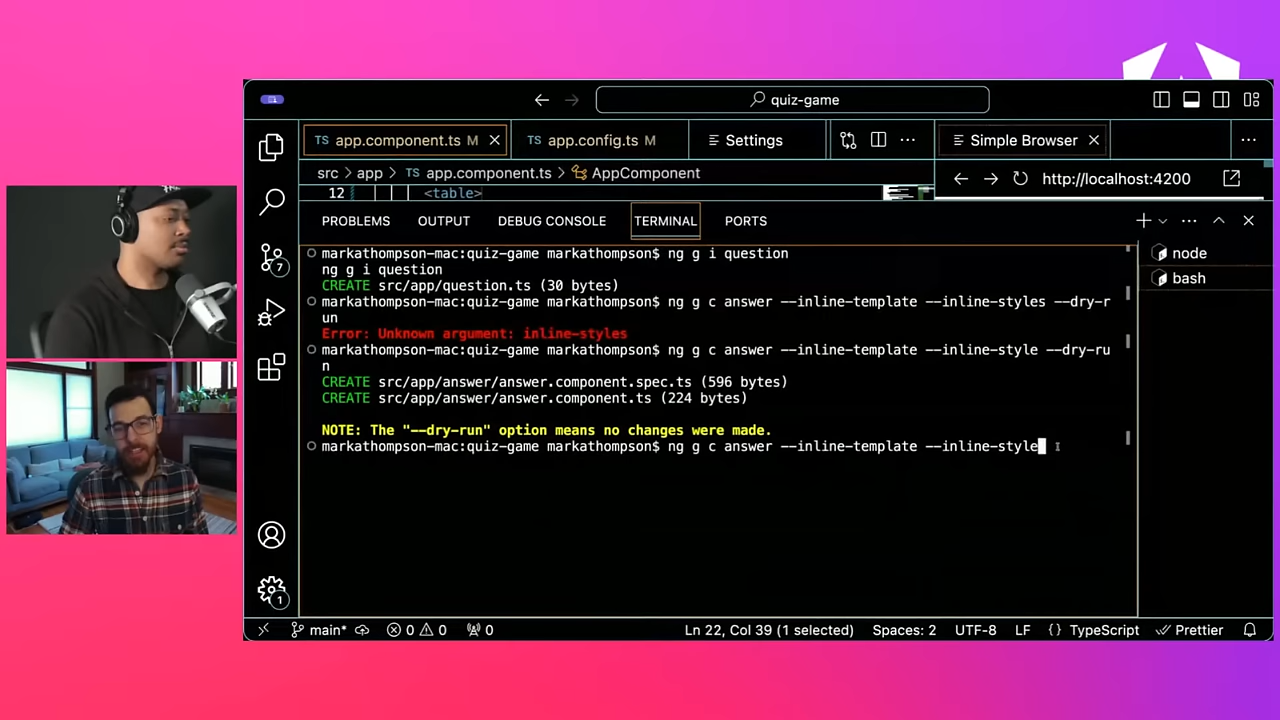 quiz-game
TS app.component.ts M
TS app.config.ts M
Settings
Simple Browser
src > app > TS app.component.ts > AppComponent
http://localhost:4200
12 <table>
PROBLEMS OUTPUT DEBUG CONSOLE TERMINAL PORTS
markathompson-mac:quiz-game markathompson$ ng g i question
ng g i question
CREATE src/app/question.ts (30 bytes)
markathompson-mac:quiz-game markathompson$ ng g c answer --inline-template --inline-styles --dry-r
un
Error: Unknown argument: inline-styles
markathompson-mac:quiz-game markathompson$ ng g c answer --inline-template --inline-style --dry-ru
n
CREATE src/app/answer/answer.component.spec.ts (596 bytes)
CREATE src/app/answer/answer.component.ts (224 bytes)
NOTE: The "--dry-run" option means no changes were made.
markathompson-mac:quiz-game markathompson$ ng g c answer --inline-template --inline-style
node
bash
7
1
main* 0 0 0 Ln 22, Col 39 (1 selected) Spaces: 2 UTF-8 LF {} TypeScript Prettier